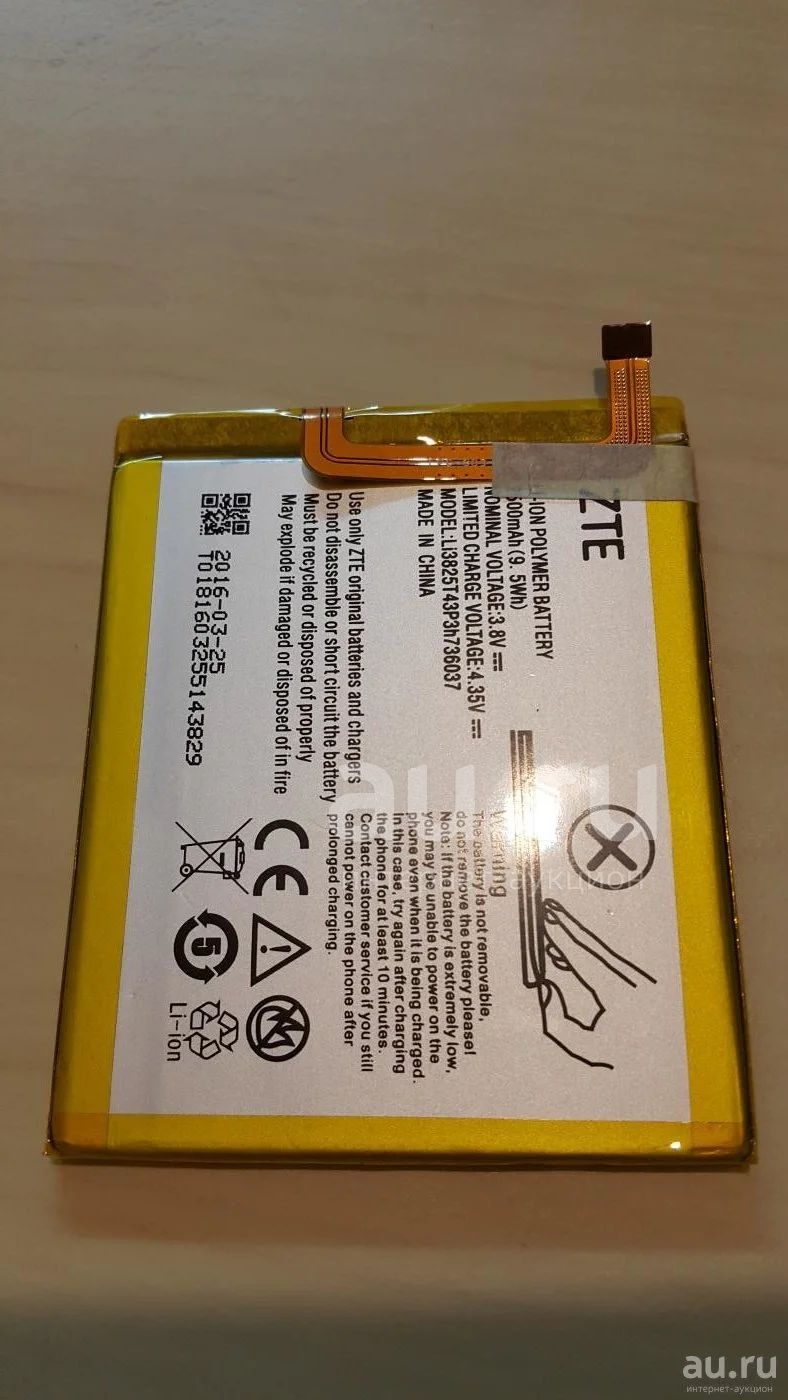 ZTE
-ION POLYMER BATTERY
500mAh(9. 5Wh)
NOMINAL VOLTAGE:3.8V
LIMITED CHARGE VOLTAGE:4.35V
MODEL:Li3825T43P3h736037
MADE IN CHINA
Use only ZTE original batteries and chargers
Do not disassemble or short circuit the battery
Must be recycled or disposed of properly
May explode if damaged or disposed of in fire
2016-03-25
T0181603255143829
Warning
The battery is not removable,
do not remove the battery please!
Note: If the battery is extremely low,
you may be unable to power on the
phone even when it is being charged.
In this case, try again after charging
the phone for at least 10 minutes.
Contact customer service if you still
cannot power on the phone after
prolonged charging.
CE
5
Li-ion
au.ru
аукцион
au.ru
интернет-аукцион